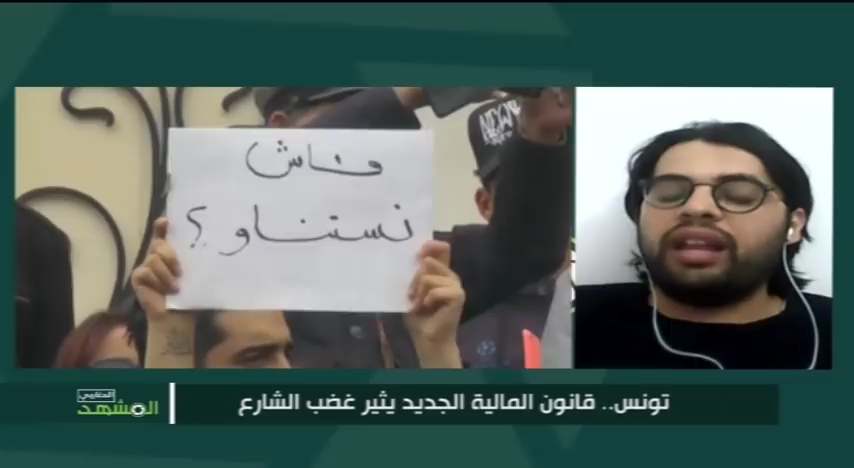 فاش
نستناو ؟
تونس.. قانون المالية الجديد يثير غضب الشارع
المغاربي
المشهد